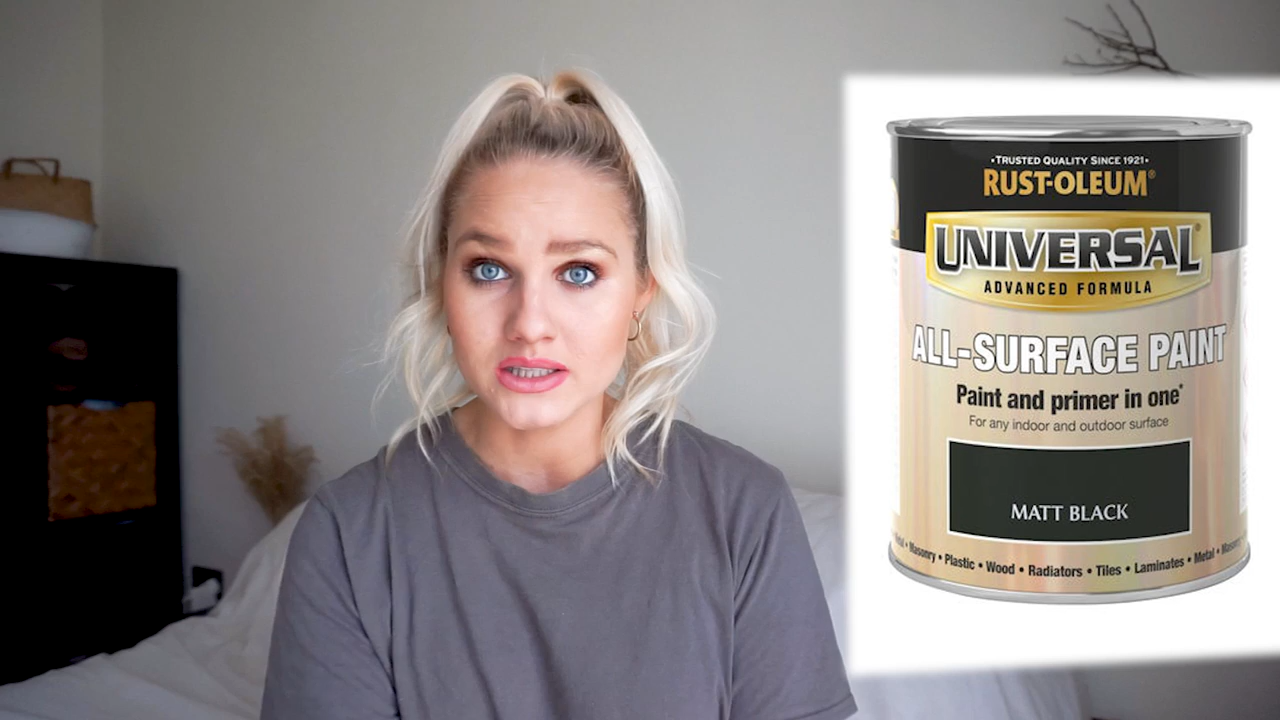 •TRUSTED QUALITY SINCE 1921•
RUST-OLEUM®
UNIVERSAL®
ADVANCED FORMULA
ALL-SURFACE PAINT
Paint and primer in one*
For any indoor and outdoor surface
MATT BLACK
• Masonry • Plastic • Wood • Radiators • Tiles • Laminates • Metal •